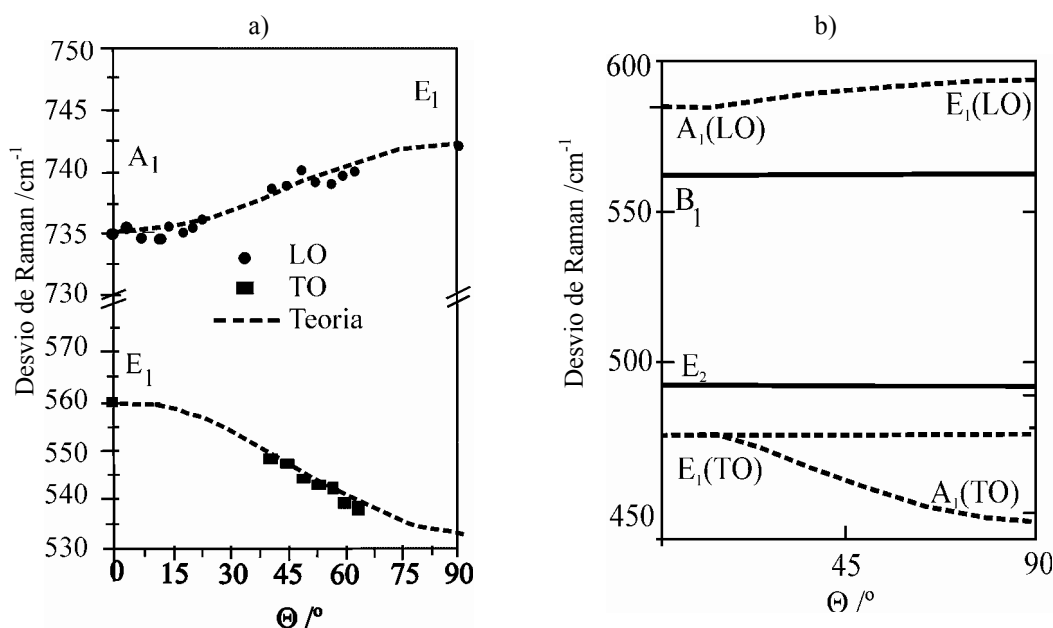 a)
Desvio de Raman /cm⁻¹
750
745
740
735
730
570
560
550
540
530
A₁
E₁
E₁
LO
TO
Teoria
0 15 30 45 60 75 90
Θ /º
b)
Desvio de Raman /cm⁻¹
600
550
500
450
A₁(LO)
E₁(LO)
B₁
E₂
E₁(TO)
A₁(TO)
45 90
Θ /º